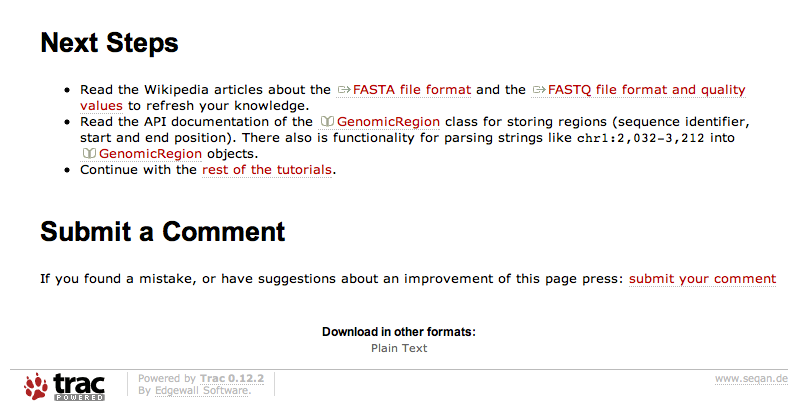 Next Steps
Read the Wikipedia articles about the FASTA file format and the FASTQ file format and quality
values to refresh your knowledge.
Read the API documentation of the GenomicRegion class for storing regions (sequence identifier,
start and end position). There also is functionality for parsing strings like chr1:2,032-3,212 into
GenomicRegion objects.
Continue with the rest of the tutorials.
Submit a Comment
If you found a mistake, or have suggestions about an improvement of this page press: submit your comment
Download in other formats:
Plain Text
trac
POWERED
Powered by Trac 0.12.2
By Edgewall Software.
www.seqan.de